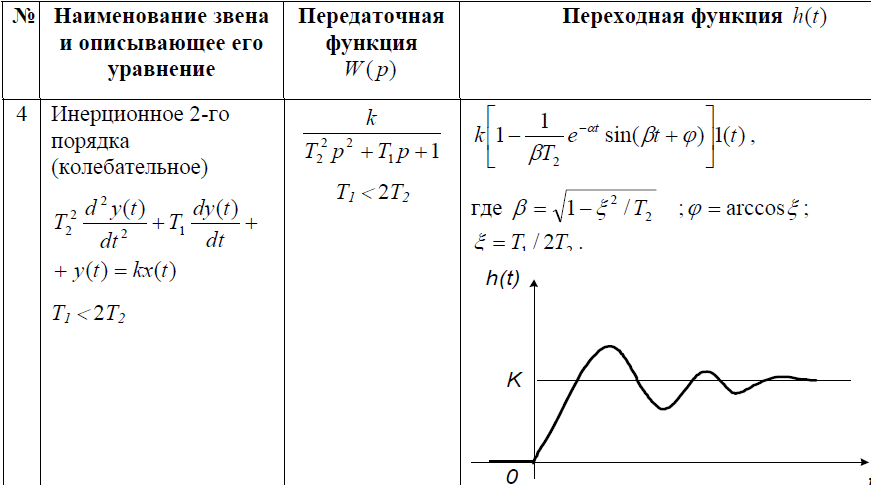 № Наименование звена и описывающее его уравнение
Передаточная функция W(p)
Переходная функция h(t)
4 Инерционное 2-го
порядка
(колебательное)
T₂² d²y(t)/dt² + T₁ dy(t)/dt +
+ y(t) = kx(t)
T₁ < 2T₂
k / (T₂²p² + T₁p + 1)
T₁ < 2T₂
k[1 − 1/(βT₂) e^(−αt) sin(βt + φ)]1(t) ,
где β = √(1 − ξ² / T₂) ; φ = arccos ξ ;
ξ = T₁ / 2T₂ .
h(t)
K
0